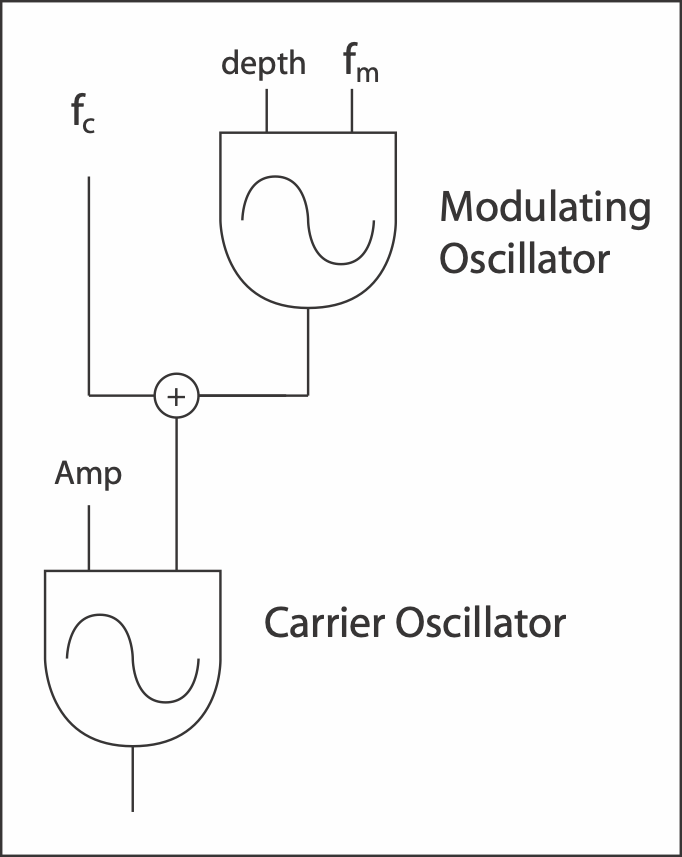 depth
fm
fc
Modulating
Oscillator
+
Amp
Carrier Oscillator